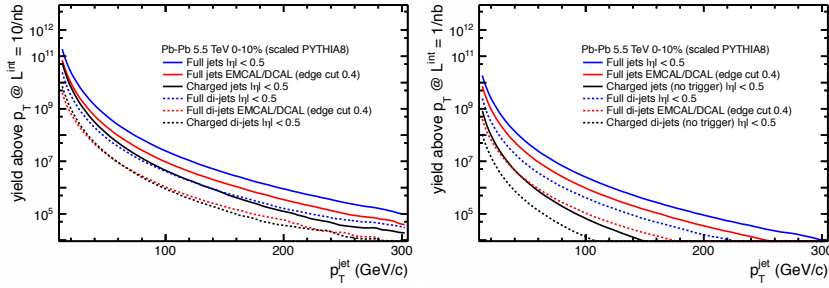 yield above p_T @ L^int = 10/nb
10^11
10^9
10^7
10^5
Pb-Pb 5.5 TeV 0-10% (scaled PYTHIA8)
Full jets |η| < 0.5
Full jets EMCAL/DCAL (edge cut 0.4)
Charged jets |η| < 0.5
Full di-jets |η| < 0.5
Full di-jets EMCAL/DCAL (edge cut 0.4)
Charged di-jets |η| < 0.5
100 200 300
p_T^jet (GeV/c)
yield above p_T @ L^int = 1/nb
10^11
10^9
10^7
10^5
Pb-Pb 5.5 TeV 0-10% (scaled PYTHIA8)
Full jets |η| < 0.5
Full jets EMCAL/DCAL (edge cut 0.4)
Charged jets (no trigger) |η| < 0.5
Full di-jets |η| < 0.5
Full di-jets EMCAL/DCAL (edge cut 0.4)
Charged di-jets (no trigger) |η| < 0.5
100 200 300
p_T^jet (GeV/c)